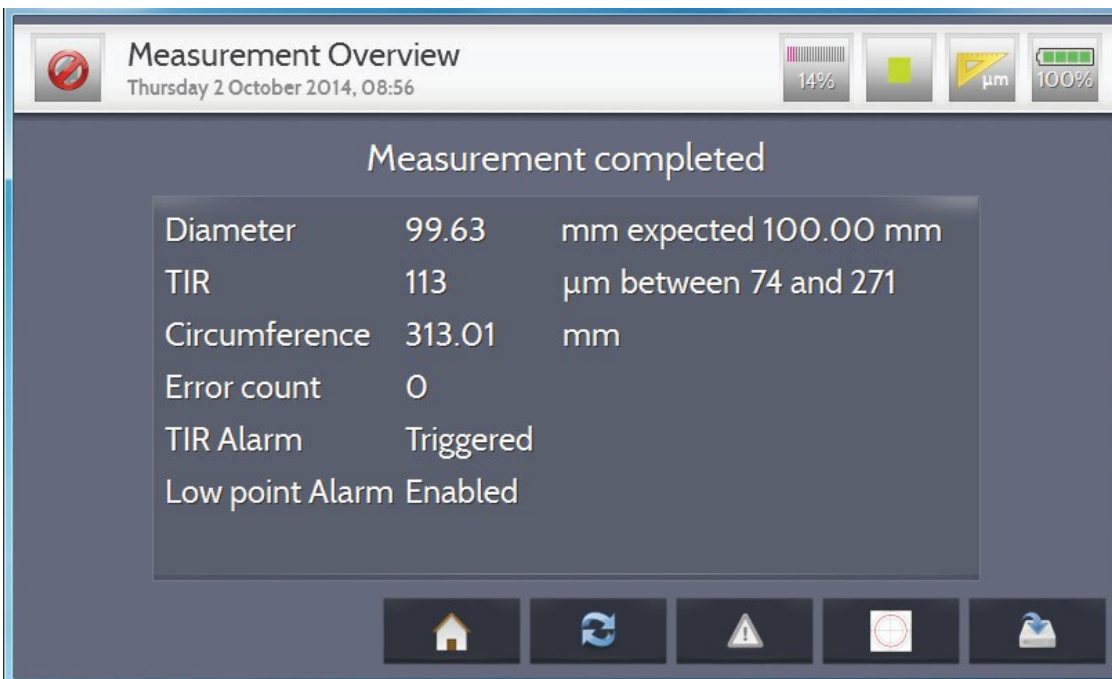 Measurement Overview
Thursday 2 October 2014, 08:56
14%
µm
100%
Measurement completed
Diameter 99.63 mm expected 100.00 mm
TIR 113 µm between 74 and 271
Circumference 313.01 mm
Error count 0
TIR Alarm Triggered
Low point Alarm Enabled